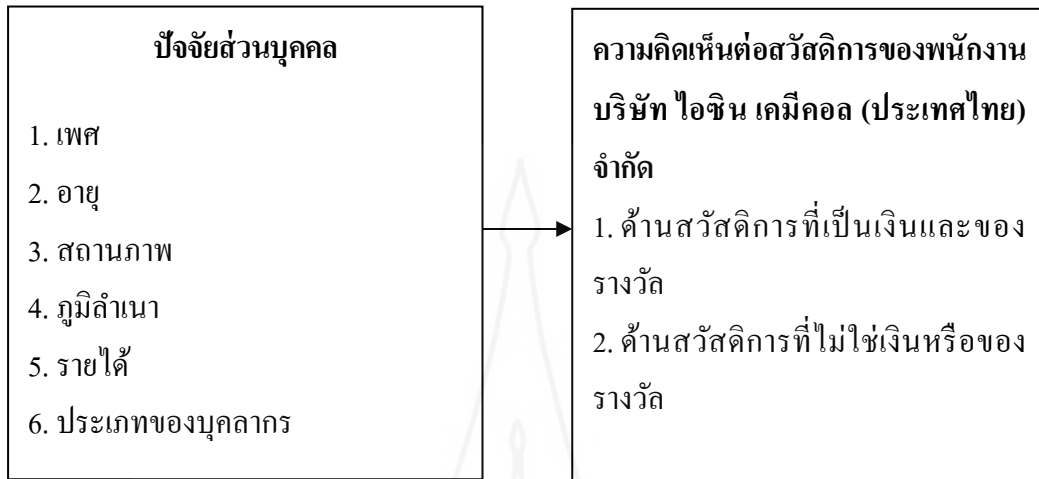 ปัจจัยส่วนบุคคล
1. เพศ
2. อายุ
3. สถานภาพ
4. ภูมิลำเนา
5. รายได้
6. ประเภทของบุคลากร
ความคิดเห็นต่อสวัสดิการของพนักงาน
บริษัท ไอซิน เคมีคอล (ประเทศไทย)
จำกัด
1. ด้านสวัสดิการที่เป็นเงินและของ
รางวัล
2. ด้านสวัสดิการที่ไม่ใช่เงินหรือของ
รางวัล